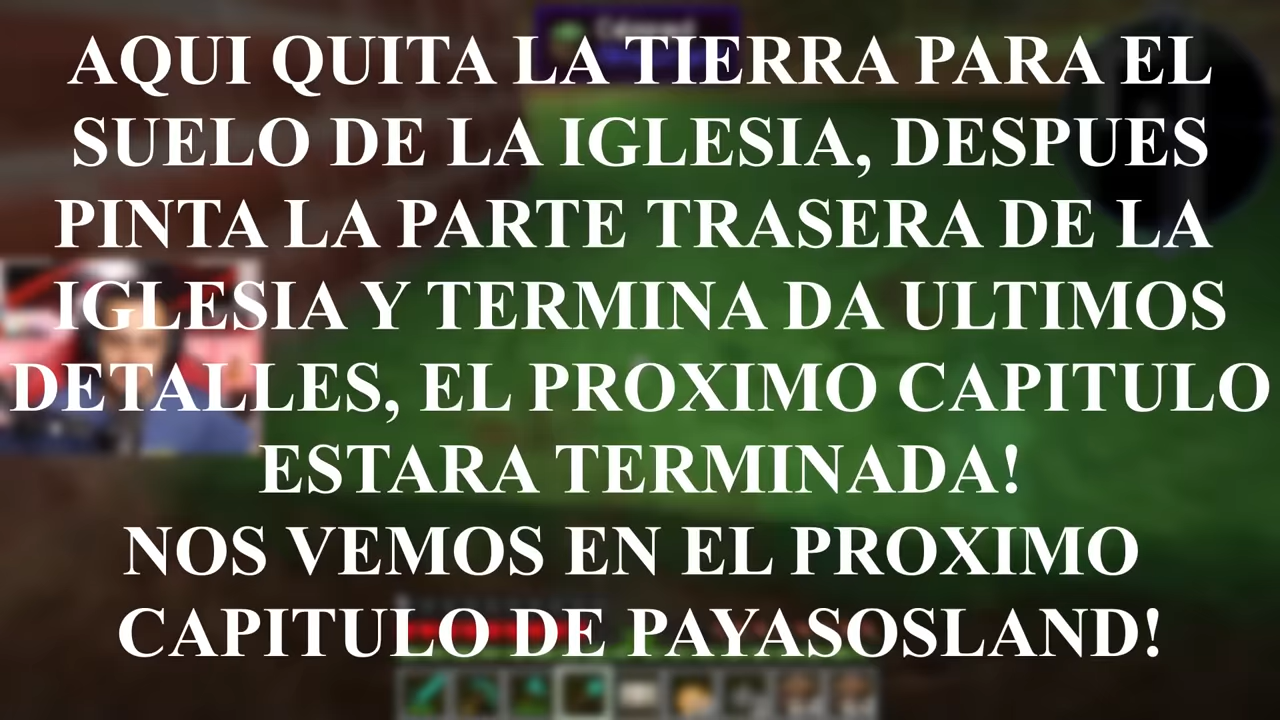 AQUI QUITA LA TIERRA PARA EL
SUELO DE LA IGLESIA, DESPUES
PINTA LA PARTE TRASERA DE LA
IGLESIA Y TERMINA DA ULTIMOS
DETALLES, EL PROXIMO CAPITULO
ESTARA TERMINADA!
NOS VEMOS EN EL PROXIMO
CAPITULO DE PAYASOSLAND!